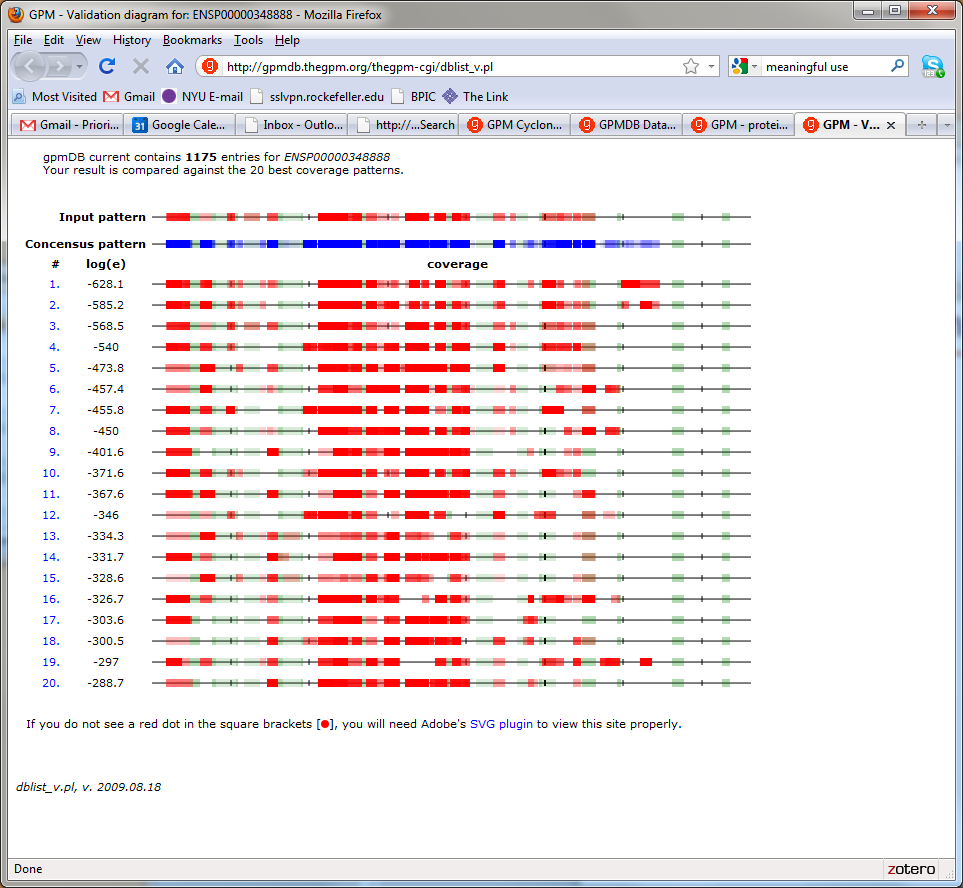 GPM - Validation diagram for: ENSP00000348888 - Mozilla Firefox
File Edit View History Bookmarks Tools Help
http://gpmdb.thegpm.org/thegpm-cgi/dblist_v.pl
meaningful use
Most Visited Gmail NYU E-mail sslvpn.rockefeller.edu BPIC The Link
Gmail - Priori... 31 Google Cale... Inbox - Outlo... http:/...Search GPM Cyclon... GPMDB Data... GPM - protei... GPM - V...
gpmDB current contains 1175 entries for ENSP00000348888
Your result is compared against the 20 best coverage patterns.
Input pattern
Concensus pattern
# log(e) coverage
1. -628.1
2. -585.2
3. -568.5
4. -540
5. -473.8
6. -457.4
7. -455.8
8. -450
9. -401.6
10. -371.6
11. -367.6
12. -346
13. -334.3
14. -331.7
15. -328.6
16. -326.7
17. -303.6
18. -300.5
19. -297
20. -288.7
If you do not see a red dot in the square brackets [●], you will need Adobe's SVG plugin to view this site properly.
dblist_v.pl, v. 2009.08.18
Done
zotero